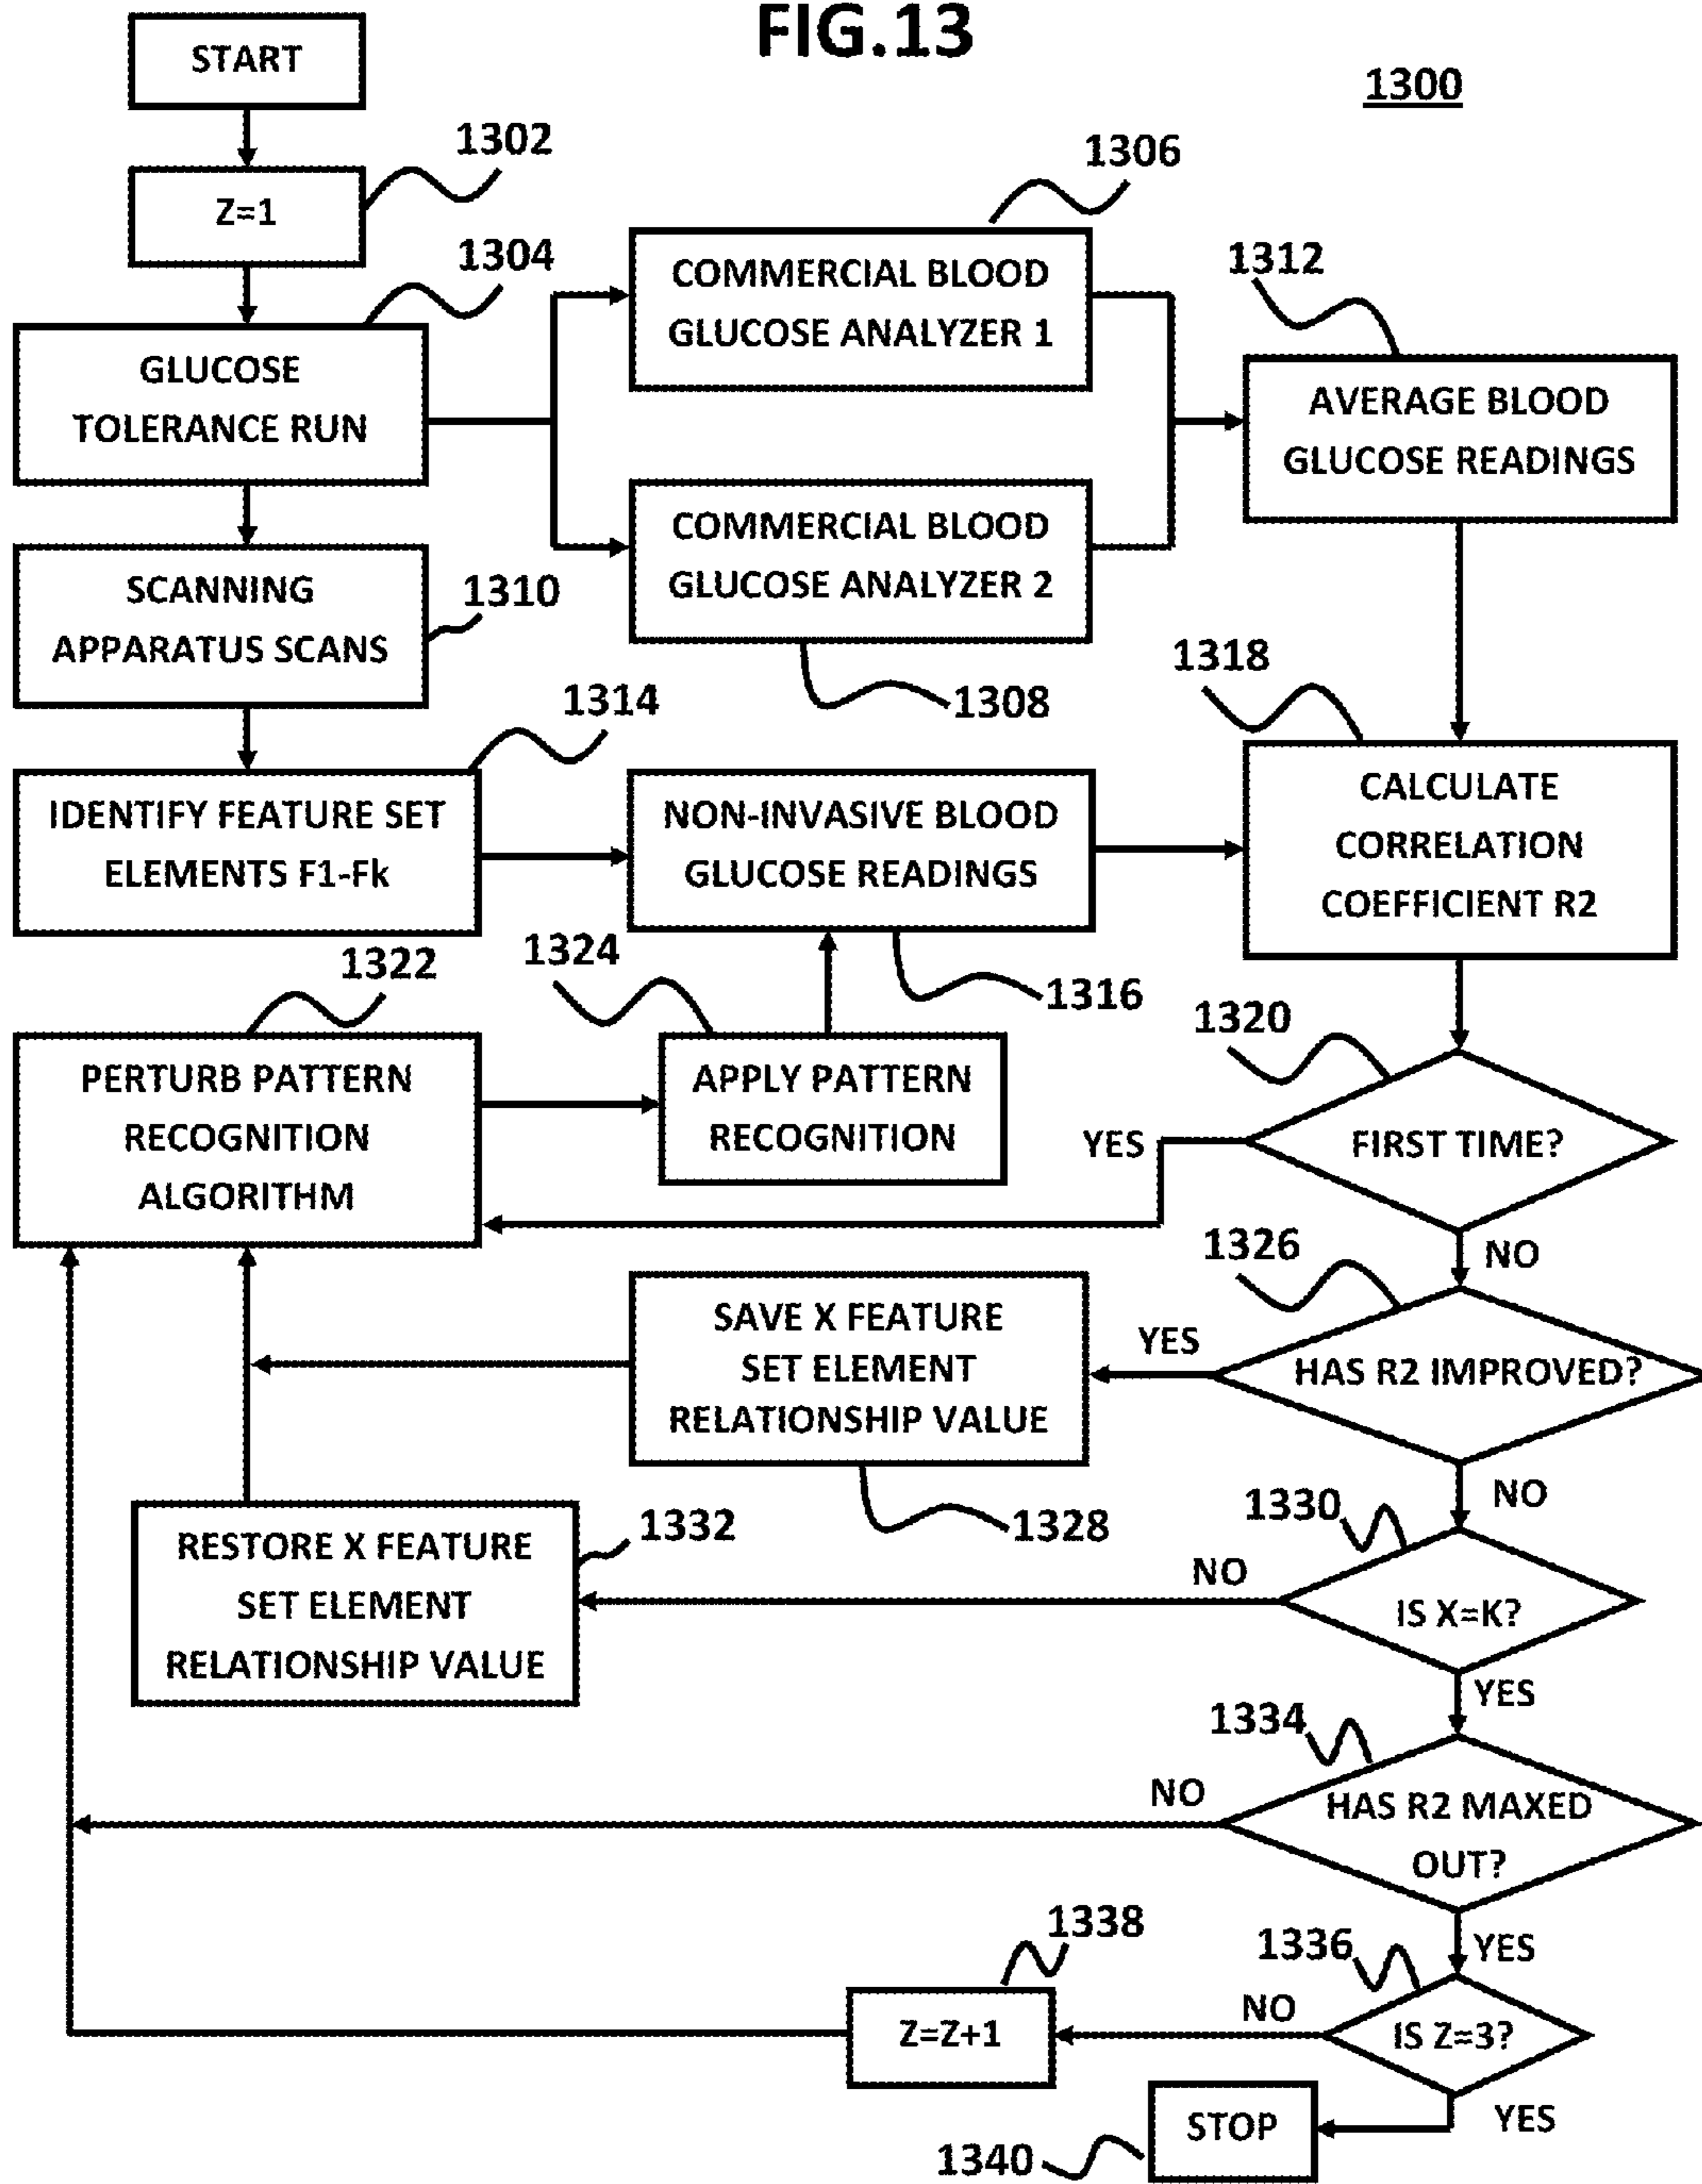 FIG.13
1300
START
1302
Z=1
1304
GLUCOSE
TOLERANCE RUN
1306
COMMERCIAL BLOOD
GLUCOSE ANALYZER 1
1312
AVERAGE BLOOD
GLUCOSE READINGS
COMMERCIAL BLOOD
GLUCOSE ANALYZER 2
1308
SCANNING
APPARATUS SCANS
1310
1314
IDENTIFY FEATURE SET
ELEMENTS F1-Fk
NON-INVASIVE BLOOD
GLUCOSE READINGS
1316
1318
CALCULATE
CORRELATION
COEFFICIENT R2
1322
PERTURB PATTERN
RECOGNITION
ALGORITHM
1324
APPLY PATTERN
RECOGNITION
1320
FIRST TIME?
YES
NO
1326
HAS R2 IMPROVED?
YES
NO
SAVE X FEATURE
SET ELEMENT
RELATIONSHIP VALUE
1328
1330
IS X=K?
NO
YES
RESTORE X FEATURE
SET ELEMENT
RELATIONSHIP VALUE
1332
1334
HAS R2 MAXED
OUT?
NO
YES
1336
IS Z=3?
NO
YES
1338
Z=Z+1
STOP
1340